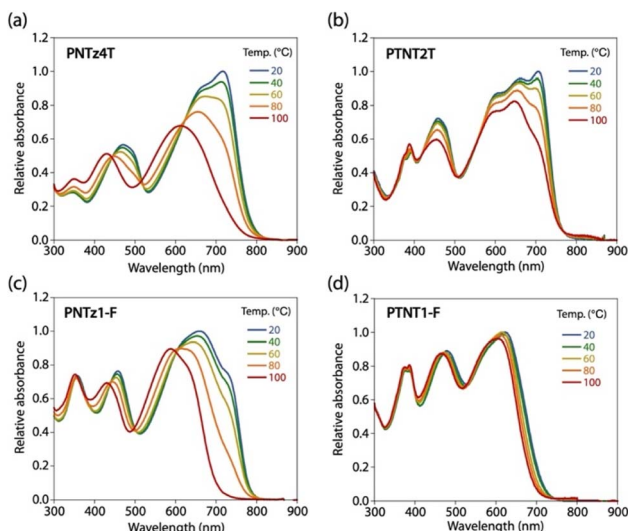 (a)
PNTz4T
Temp. (°C)
20
40
60
80
100
Relative absorbance
1.2
1.0
0.8
0.6
0.4
0.2
0.0
300 400 500 600 700 800 900
Wavelength (nm)
(b)
PTNT2T
Temp. (°C)
20
40
60
80
100
Relative absorbance
1.2
1.0
0.8
0.6
0.4
0.2
0.0
300 400 500 600 700 800 900
Wavelength (nm)
(c)
PNTz1-F
Temp. (°C)
20
40
60
80
100
Relative absorbance
1.2
1.0
0.8
0.6
0.4
0.2
0.0
300 400 500 600 700 800 900
Wavelength (nm)
(d)
PTNT1-F
Temp. (°C)
20
40
60
80
100
Relative absorbance
1.2
1.0
0.8
0.6
0.4
0.2
0.0
300 400 500 600 700 800 900
Wavelength (nm)